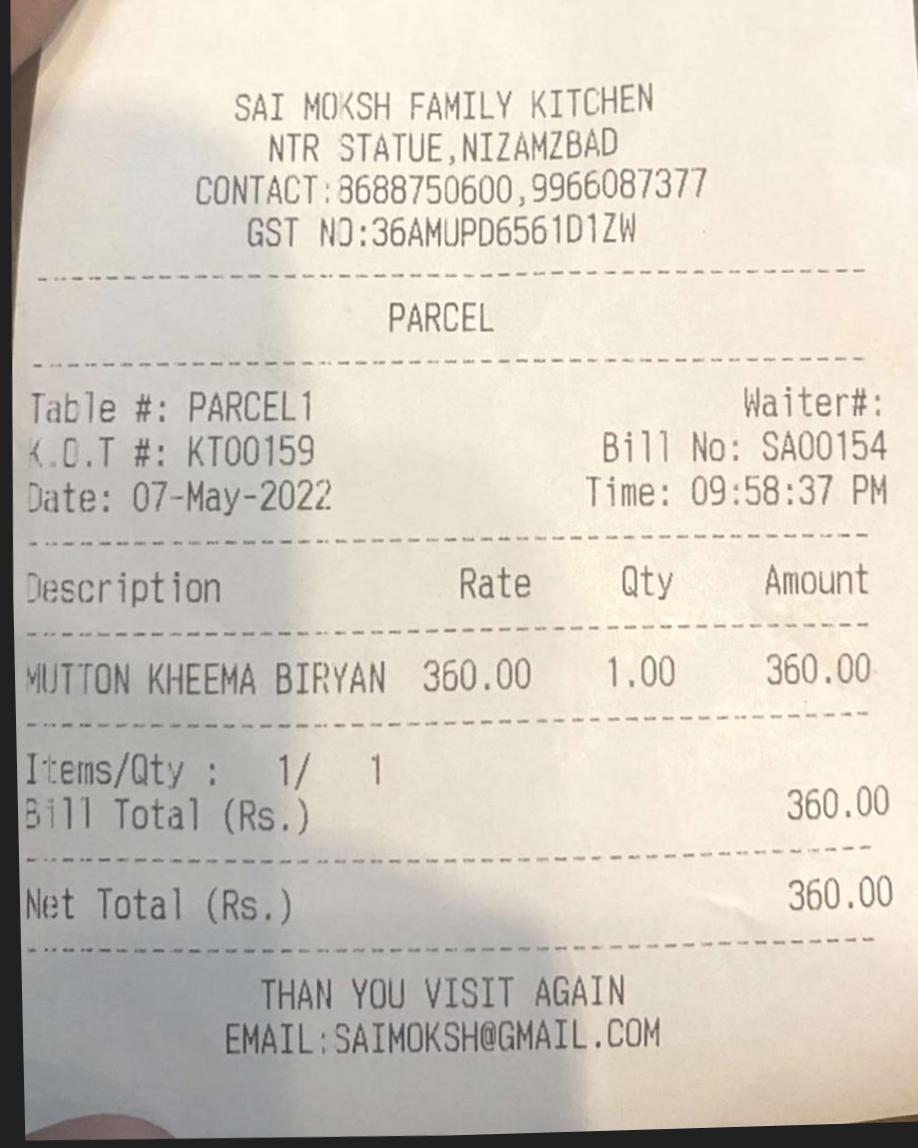 SAI MOKSH FAMILY KITCHEN
NTR STATUE,NIZAMZBAD
CONTACT:8688750600,9966087377
GST NO:36AMUPD6561D1ZW
PARCEL
Table #: PARCEL1 Waiter#:
K.O.T #: KT00159 Bill No: SA00154
Date: 07-May-2022 Time: 09:58:37 PM
Description Rate Qty Amount
MUTTON KHEEMA BIRYAN 360.00 1.00 360.00
Items/Qty : 1/ 1
Bill Total (Rs.) 360.00
Net Total (Rs.) 360.00
THAN YOU VISIT AGAIN
EMAIL:SAIMOKSH@GMAIL.COM